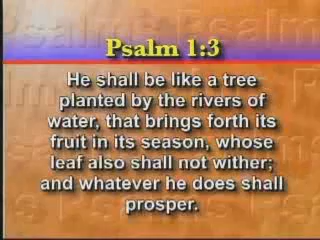 Psalm 1:3
He shall be like a tree
planted by the rivers of
water, that brings forth its
fruit in its season, whose
leaf also shall not wither;
and whatever he does shall
prosper.